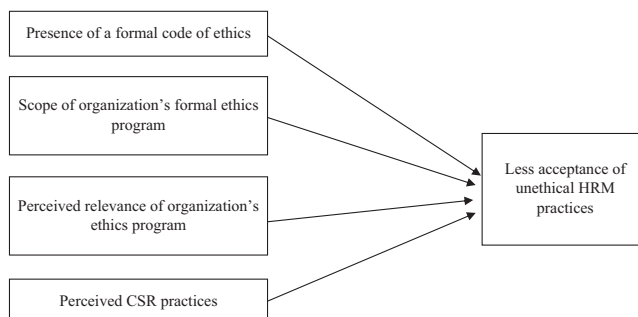 Presence of a formal code of ethics
Scope of organization's formal ethics
program
Perceived relevance of organization's
ethics program
Perceived CSR practices
Less acceptance of
unethical HRM
practices